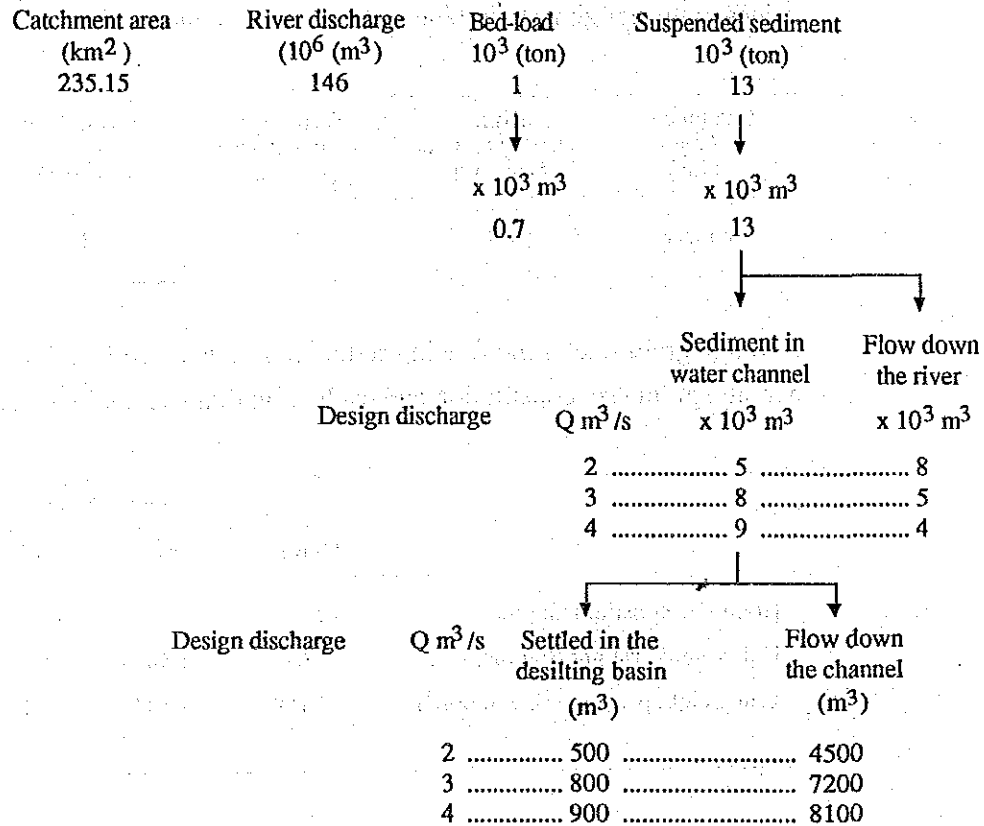 Catchment area River discharge Bed-load Suspended sediment
(km²) (10⁶ (m³) 10³ (ton) 10³ (ton)
235.15 146 1 13
x 10³ m³ x 10³ m³
0.7 13
Sediment in Flow down
water channel the river
Design discharge Q m³/s x 10³ m³ x 10³ m³
2 .................. 5 ...................... 8
3 .................. 8 ...................... 5
4 .................. 9 ...................... 4
Design discharge Q m³/s Settled in the Flow down
desilting basin the channel
(m³) (m³)
2 ............... 500 .......................... 4500
3 ............... 800 .......................... 7200
4 ............... 900 .......................... 8100